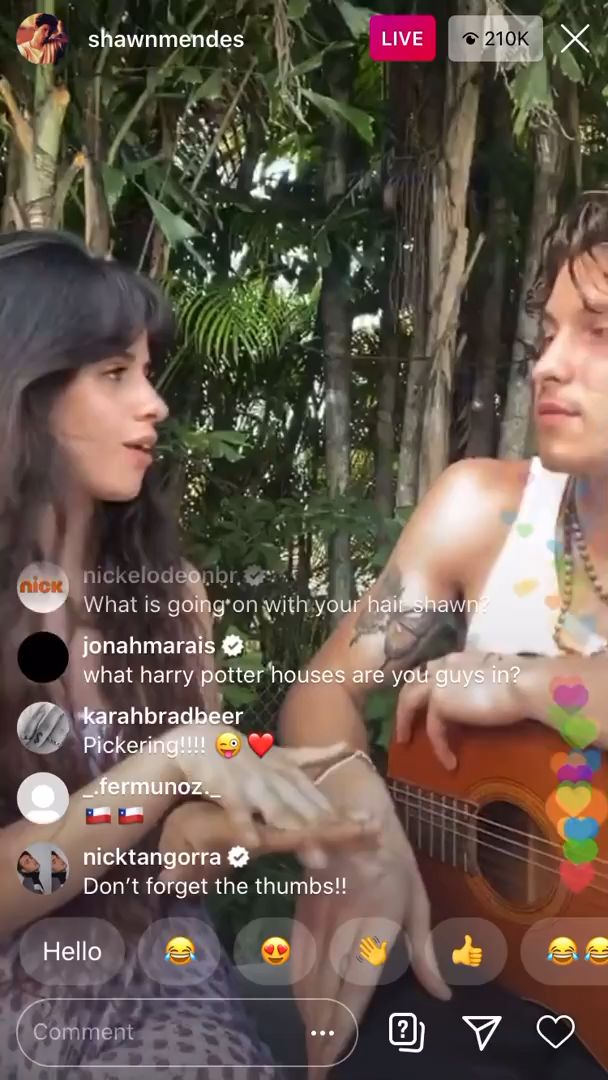 shawnmendes
LIVE
210K
nick
nickelodeonbr
What is going on with your hair shawn?
jonahmarais
what harry potter houses are you guys in?
karahbradbeer
Pickering!!!! 😜❤️
_.fermunoz._
🇨🇱 🇨🇱
nicktangorra
Don’t forget the thumbs!!
Hello 😂 😍 👋 👍 😂😂
Comment ...
?